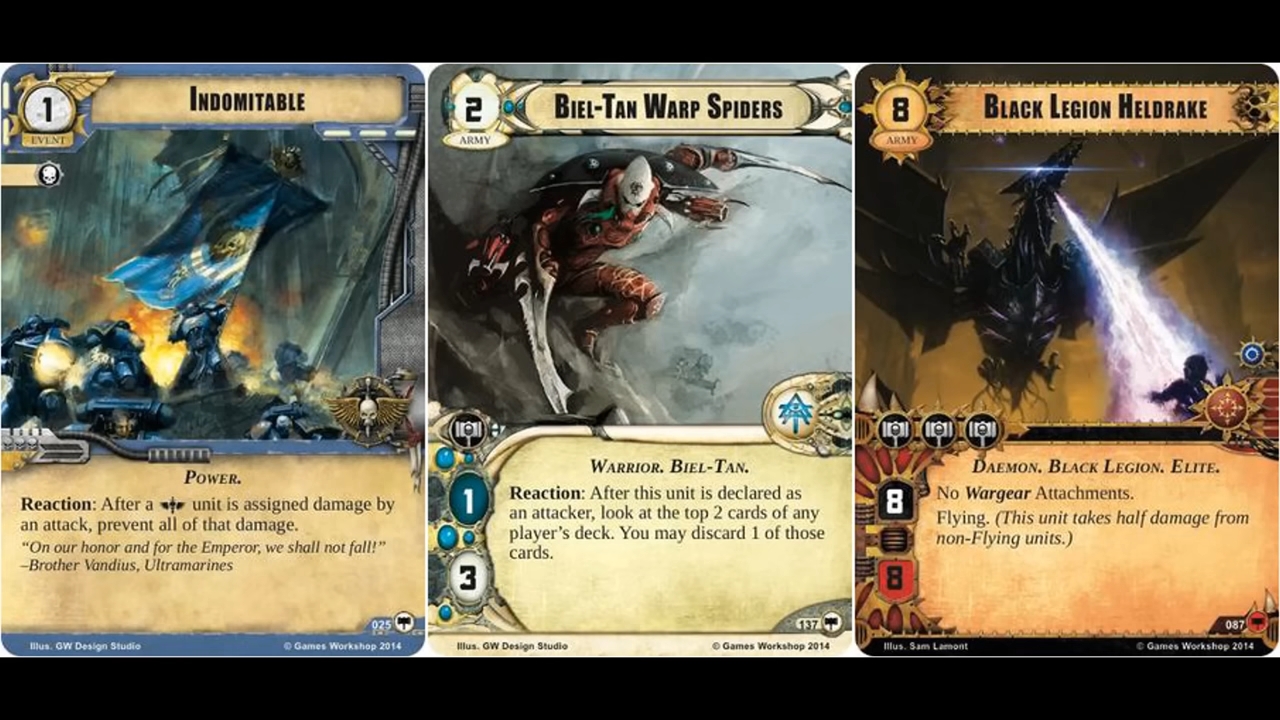 1
EVENT
INDOMITABLE
POWER.
Reaction: After a unit is assigned damage by
an attack, prevent all of that damage.
“On our honor and for the Emperor, we shall not fall!”
–Brother Vandius, Ultramarines
025
Illus. GW Design Studio © Games Workshop 2014
2
ARMY
BIEL-TAN WARP SPIDERS
WARRIOR. BIEL-TAN.
1
3
Reaction: After this unit is declared as
an attacker, look at the top 2 cards of any
player’s deck. You may discard 1 of those
cards.
137
Illus. GW Design Studio © Games Workshop 2014
8
ARMY
BLACK LEGION HELDRAKE
DAEMON. BLACK LEGION. ELITE.
8
8
No Wargear Attachments.
Flying. (This unit takes half damage from
non-Flying units.)
087
Illus. Sam Lamont © Games Workshop 2014